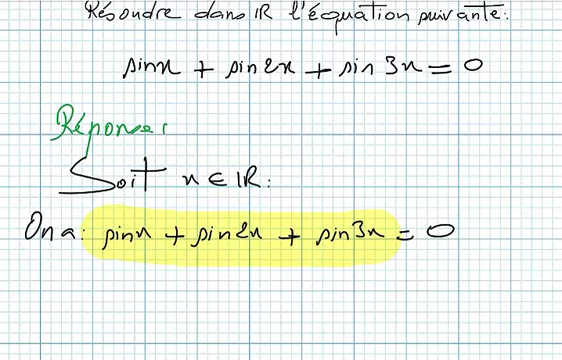 Résoudre dans IR l'équation suivante:
sinx + sin2x + sin3x = 0
Réponse:
Soit x ∈ IR:
On a: sinx + sin2x + sin3x = 0